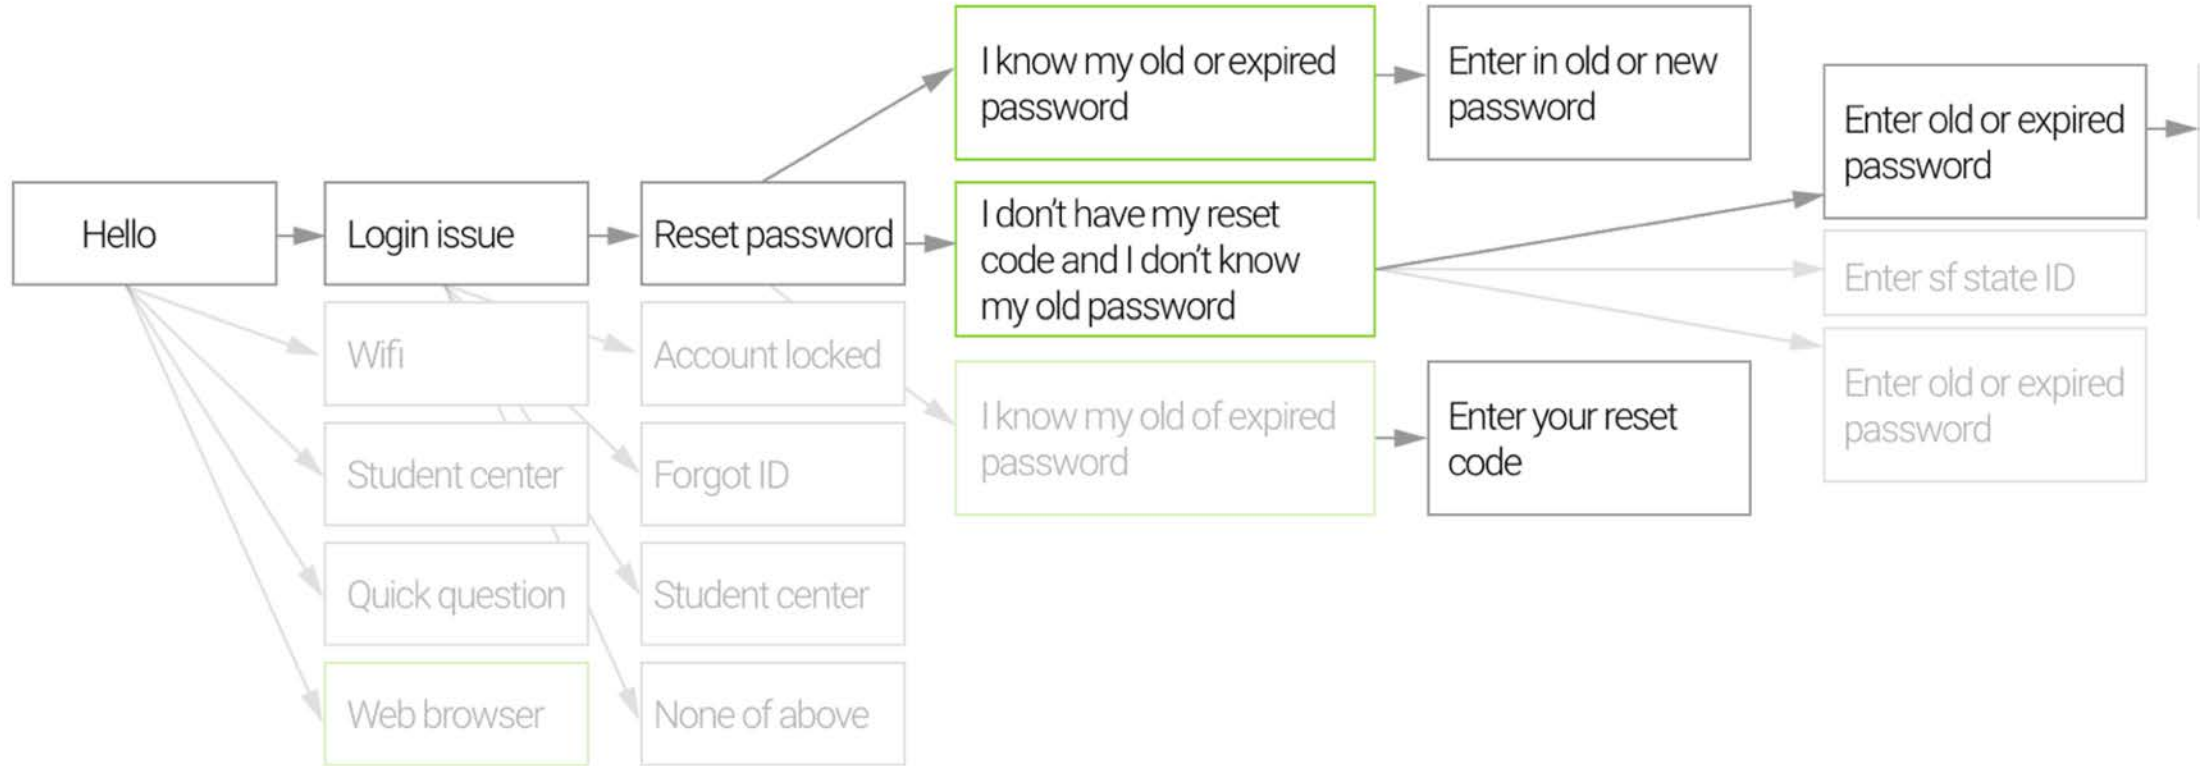 Hello
Login issue
Wifi
Student center
Quick question
Web browser
Reset password
Account locked
Forgot ID
Student center
None of above
I know my old or expired
password
I don't have my reset
code and I don't know
my old password
I know my old of expired
password
Enter in old or new
password
Enter your reset
code
Enter old or expired
password
Enter sf state ID
Enter old or expired
password